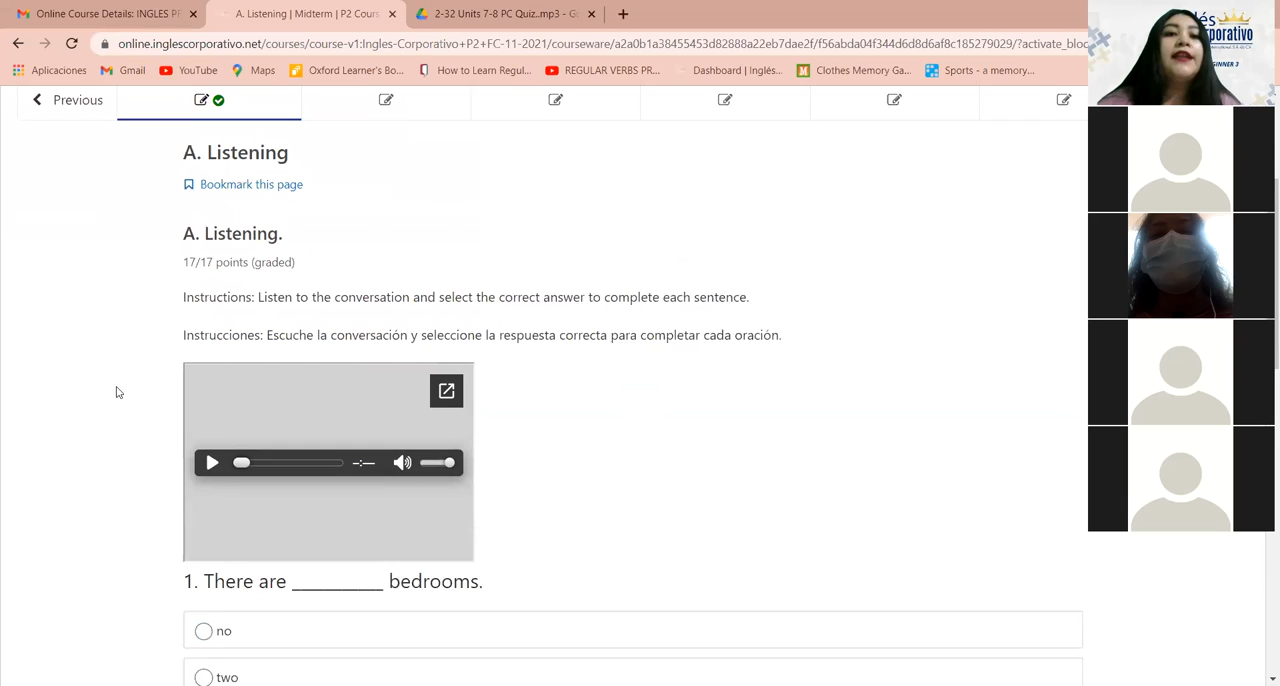 Online Course Details: INGLES PR
A. Listening | Midterm | P2 Cours
2-32 Units 7-8 PC Quiz..mp3 - Go
online.inglescorporativo.net/courses/course-v1:Ingles-Corporativo+P2+FC-11-2021/courseware/a2a0b1a38455453d82888a22eb7dae2f/f56abda04f344d6d8d6af8c185279029/?activate_bloc
Aplicaciones
Gmail
YouTube
Maps
Oxford Learner's Bo...
How to Learn Regul...
REGULAR VERBS PR...
Dashboard | Inglés...
Clothes Memory Ga...
Sports - a memory...
Previous
A. Listening
Bookmark this page
A. Listening.
17/17 points (graded)
Instructions: Listen to the conversation and select the correct answer to complete each sentence.
Instrucciones: Escuche la conversación y seleccione la respuesta correcta para completar cada oración.
--:--
1. There are __________ bedrooms.
no
two